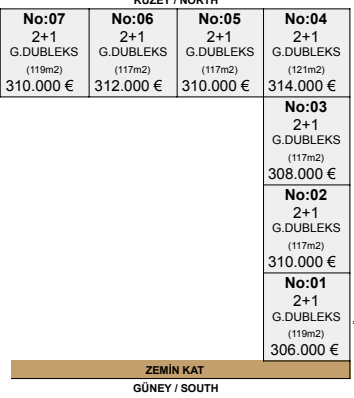 KUZEY / NORTH
No:07 No:06 No:05 No:04
2+1 2+1 2+1 2+1
G.DUBLEKS G.DUBLEKS G.DUBLEKS G.DUBLEKS
(119m2) (117m2) (117m2) (121m2)
310.000 € 312.000 € 310.000 € 314.000 €
No:03
2+1
G.DUBLEKS
(117m2)
308.000 €
No:02
2+1
G.DUBLEKS
(117m2)
310.000 €
No:01
2+1
G.DUBLEKS
(119m2)
306.000 €
ZEMİN KAT
GÜNEY / SOUTH